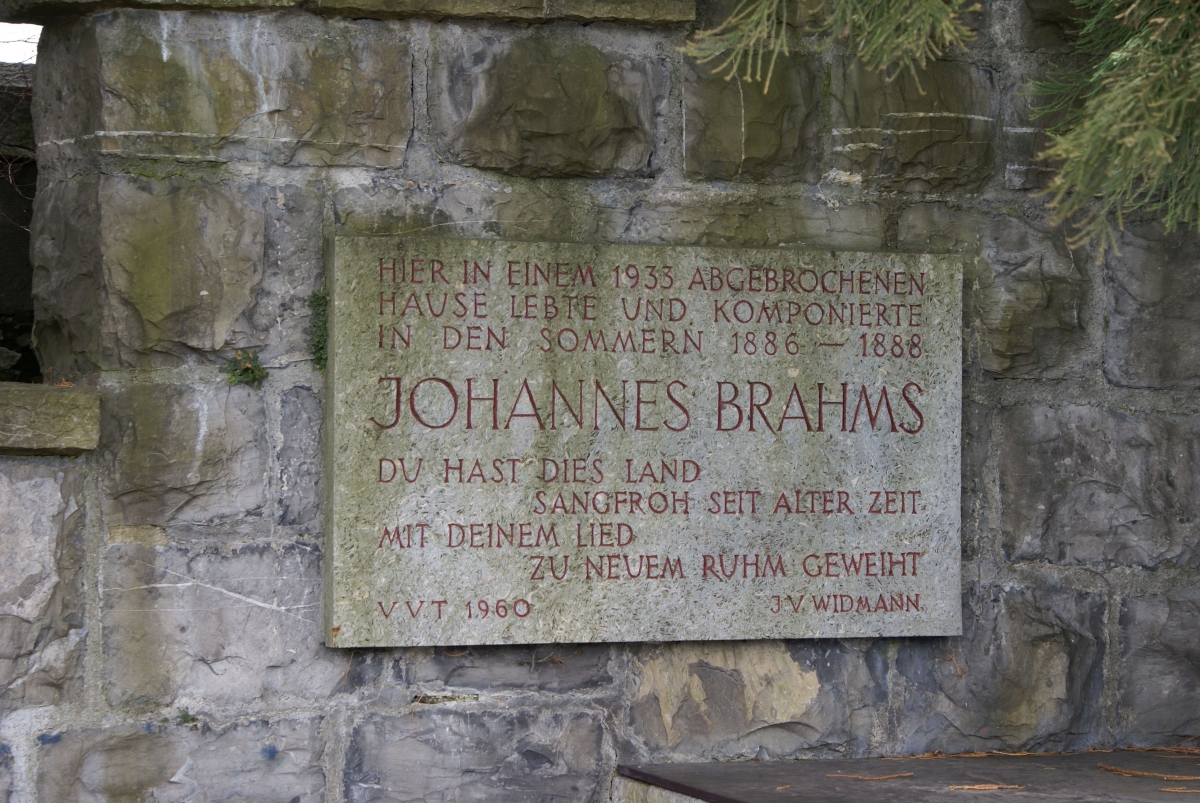 HIER IN EINEM 1933 ABGEBROCHENEN
HAUSE LEBTE UND KOMPONIERTE
IN DEN SOMMERN 1886 – 1888
JOHANNES BRAHMS
DU HAST DIES LAND
SANGFROH SEIT ALTER ZEIT.
MIT DEINEM LIED
ZU NEUEM RUHM GEWEIHT
VVT 1960
J.V. WIDMANN.